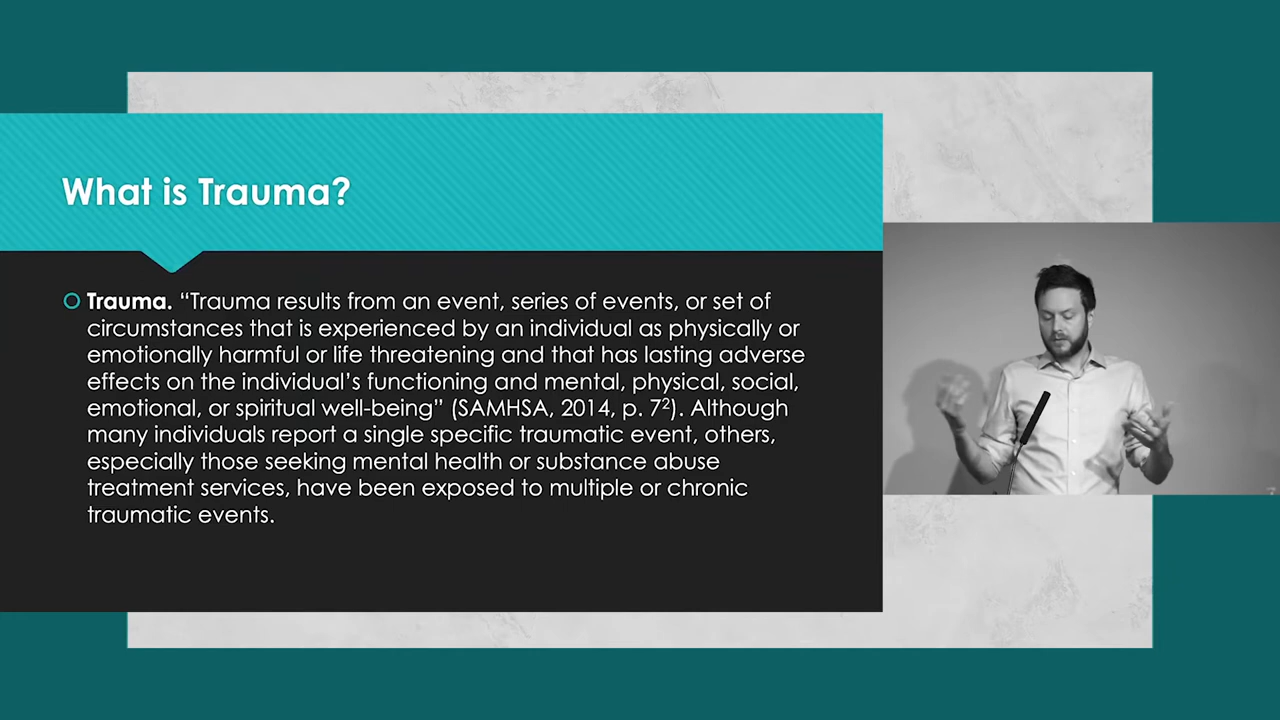 What is Trauma?
Trauma. “Trauma results from an event, series of events, or set of
circumstances that is experienced by an individual as physically or
emotionally harmful or life threatening and that has lasting adverse
effects on the individual’s functioning and mental, physical, social,
emotional, or spiritual well-being” (SAMHSA, 2014, p. 7²). Although
many individuals report a single specific traumatic event, others,
especially those seeking mental health or substance abuse
treatment services, have been exposed to multiple or chronic
traumatic events.